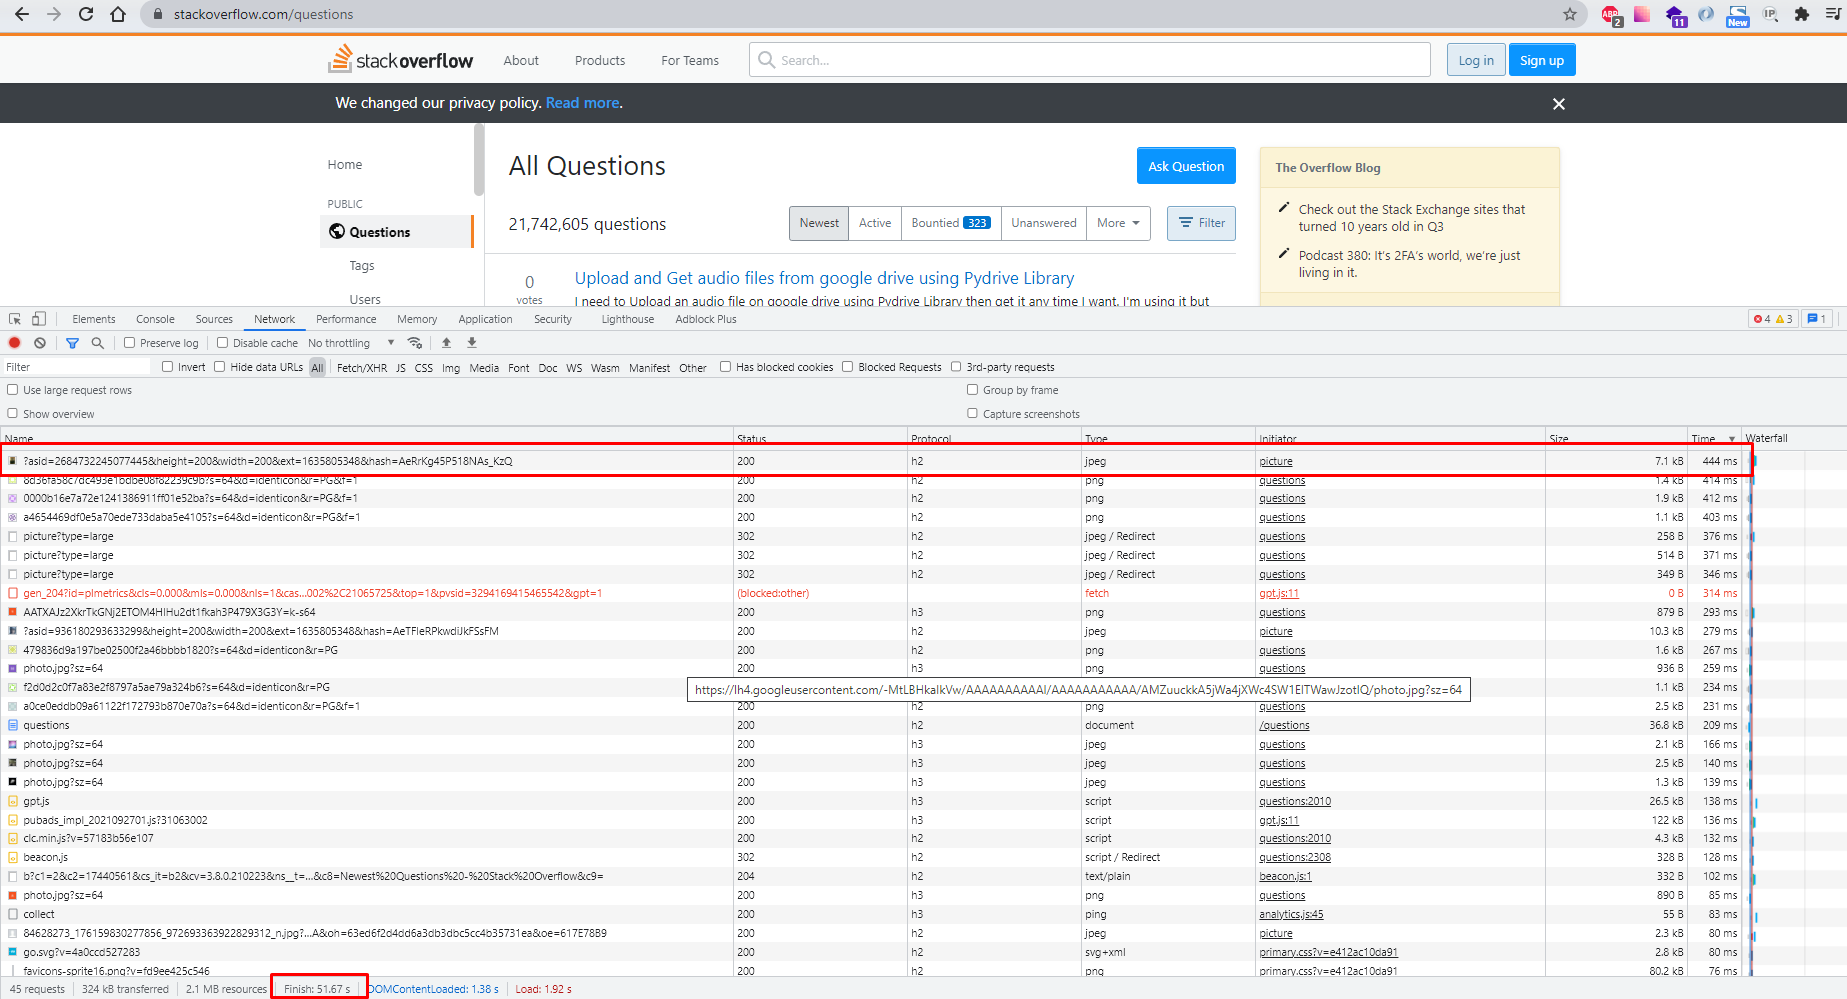 stackoverflow.com/questions
ABP 2 11 New IP
stackoverflow About Products For Teams Search... Log in Sign up
We changed our privacy policy. Read more.
Home
PUBLIC
Questions
Tags
Users
All Questions
Ask Question
21,742,605 questions
Newest Active Bountied 323 Unanswered More Filter
0
votes
Upload and Get audio files from google drive using Pydrive Library
I need to Upload an audio file on google drive using Pydrive Library then get it any time I want. I'm using it but
The Overflow Blog
Check out the Stack Exchange sites that
turned 10 years old in Q3
Podcast 380: It's 2FA's world, we're just
living in it.
Elements Console Sources Network Performance Memory Application Security Lighthouse Adblock Plus 4 3 1
Preserve log Disable cache No throttling
Filter Invert Hide data URLs All Fetch/XHR JS CSS Img Media Font Doc WS Wasm Manifest Other Has blocked cookies Blocked Requests 3rd-party requests
Use large request rows Group by frame
Show overview Capture screenshots
Name Status Protocol Type Initiator Size Time Waterfall
?asid=2684732245077445&height=200&width=200&ext=1635805348&hash=AeRrKg45P518NAs_KzQ 200 h2 jpeg picture 7.1 kB 444 ms
8d36fa58c7dc493e1bdbe08f82239c9b?s=64&d=identicon&r=PG&f=1 200 h2 png questions 1.4 kB 414 ms
0000b16e7a72e1241386911ff01e52ba?s=64&d=identicon&r=PG&f=1 200 h2 png questions 1.9 kB 412 ms
a4654469df0e5a70ede733daba5e4105?s=64&d=identicon&r=PG&f=1 200 h2 png questions 1.1 kB 403 ms
picture?type=large 302 h2 jpeg / Redirect questions 258 B 376 ms
picture?type=large 302 h2 jpeg / Redirect questions 514 B 371 ms
picture?type=large 302 h2 jpeg / Redirect questions 349 B 346 ms
gen_204?id=plmetrics&cls=0.000&mls=0.000&nls=1&cas...002%2C21065725&top=1&pvsid=3294169415465542&gpt=1 (blocked:other) fetch gpt.js:11 0 B 314 ms
AATXAJz2XkrTkGNj2ETOM4HIHu2dt1fkah3P479X3G3Y=k-s64 200 h3 png questions 879 B 293 ms
?asid=936180293633299&height=200&width=200&ext=1635805348&hash=AeTFIeRPkwdiJkFSsFM 200 h2 jpeg picture 10.3 kB 279 ms
479836d9a197be02500f2a46bbbb1820?s=64&d=identicon&r=PG 200 h2 png questions 1.6 kB 267 ms
photo.jpg?sz=64 200 h3 png questions 936 B 259 ms
f2d0d2c0f7a83e2f8797a5ae79a324b6?s=64&d=identicon&r=PG 1.1 kB 234 ms
https://lh4.googleusercontent.com/-MtLBHkaIkVw/AAAAAAAAAAI/AAAAAAAAAAA/AMZuuckkA5jWa4jXWc4SW1ElTWawJzotIQ/photo.jpg?sz=64
a0ce0eddb09a61122f172793b870e70a?s=64&d=identicon&r=PG&f=1 200 h2 png questions 2.5 kB 231 ms
questions 200 h2 document /questions 36.8 kB 209 ms
photo.jpg?sz=64 200 h3 jpeg questions 2.1 kB 166 ms
photo.jpg?sz=64 200 h3 jpeg questions 2.5 kB 140 ms
photo.jpg?sz=64 200 h3 jpeg questions 1.3 kB 139 ms
gpt.js 200 h3 script questions:2010 26.5 kB 138 ms
pubads_impl_2021092701.js?31063002 200 h3 script gpt.js:11 122 kB 136 ms
clc.min.js?v=57183b56e107 200 h2 script questions:2010 4.3 kB 132 ms
beacon.js 302 h2 script / Redirect questions:2308 328 B 128 ms
b?c1=2&c2=17440561&cs_it=b2&cv=3.8.0.210223&ns__t=...&c8=Newest%20Questions%20-%20Stack%20Overflow&c9= 204 h2 text/plain beacon.js:1 332 B 102 ms
photo.jpg?sz=64 200 h3 png questions 890 B 85 ms
collect 200 h3 ping analytics.js:45 55 B 83 ms
84628273_176159830277856_972693363922829312_n.jpg?...A&oh=63ed6f2d4dd6a3db3dbc5cc4b35731ea&oe=617E78B9 200 h2 jpeg picture 2.3 kB 80 ms
go.svg?v=4a0ccd527283 200 h2 svg+xml primary.css?v=e412ac10da91 2.8 kB 80 ms
favicons-sprite16.png?v=fd9ee425c546 200 h2 png primary.css?v=e412ac10da91 80.2 kB 76 ms
45 requests 324 kB transferred 2.1 MB resources Finish: 51.67 s DOMContentLoaded: 1.38 s Load: 1.92 s